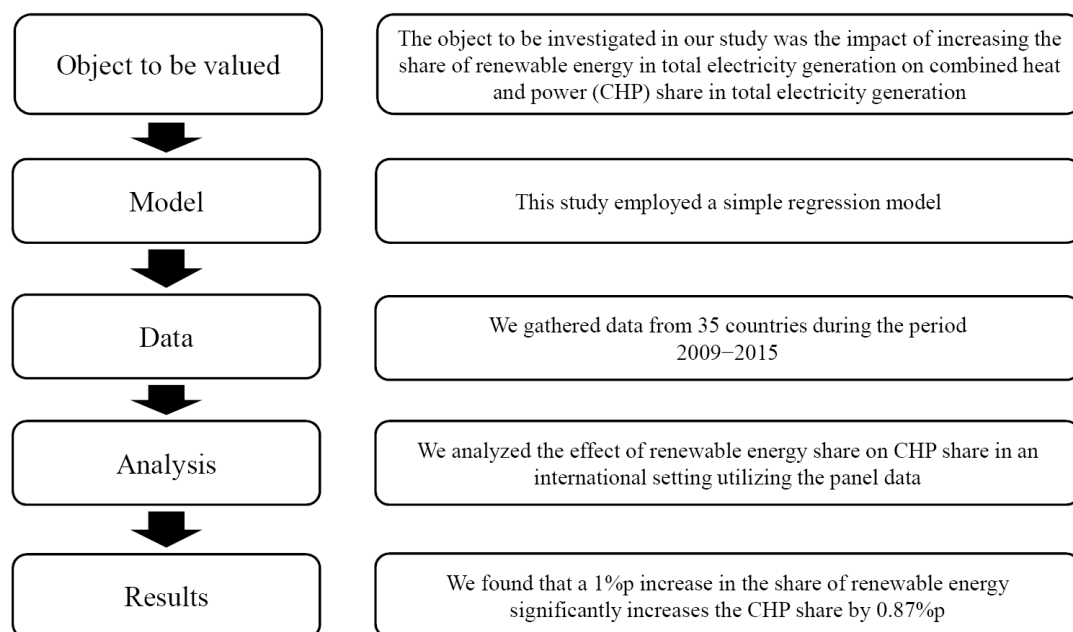 Object to be valued
The object to be investigated in our study was the impact of increasing the
share of renewable energy in total electricity generation on combined heat
and power (CHP) share in total electricity generation
Model
This study employed a simple regression model
Data
We gathered data from 35 countries during the period
2009−2015
Analysis
We analyzed the effect of renewable energy share on CHP share in an
international setting utilizing the panel data
Results
We found that a 1%p increase in the share of renewable energy
significantly increases the CHP share by 0.87%p